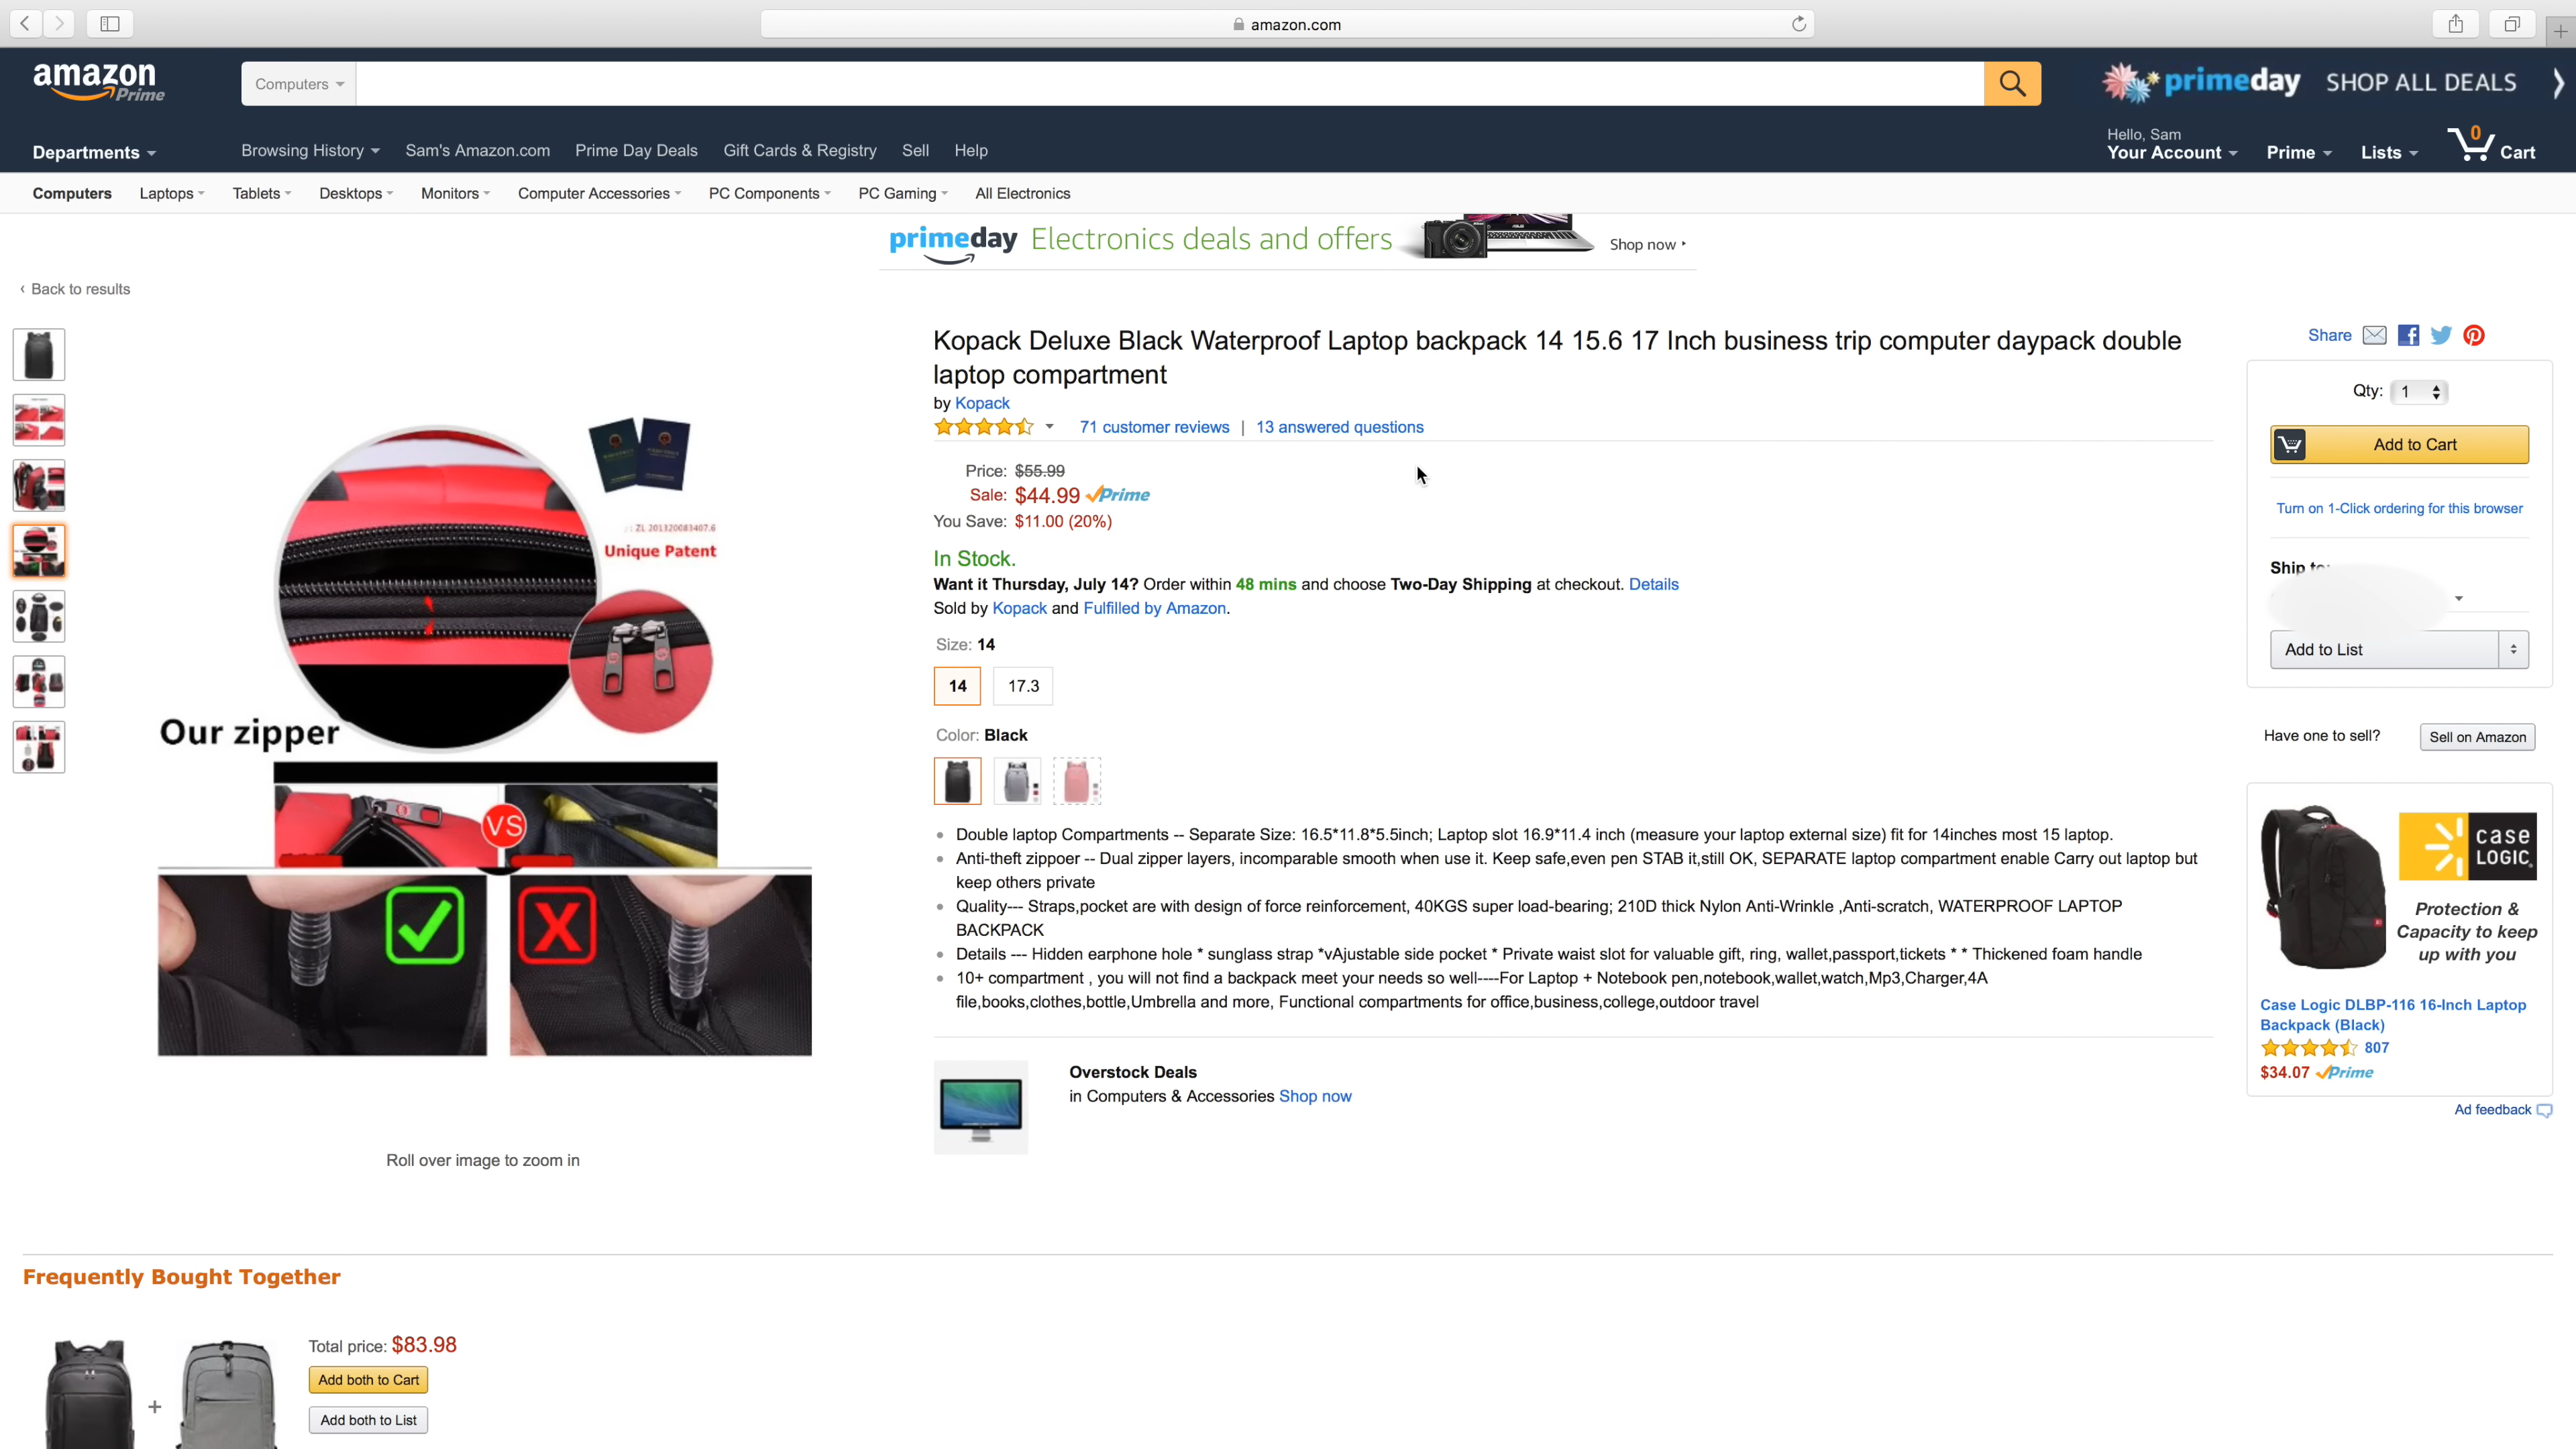 amazon.com
amazon Prime
Computers
primeday SHOP ALL DEALS
Departments
Browsing History
Sam's Amazon.com
Prime Day Deals
Gift Cards & Registry
Sell
Help
Hello, Sam
Your Account
Prime
Lists
0
Cart
Computers
Laptops
Tablets
Desktops
Monitors
Computer Accessories
PC Components
PC Gaming
All Electronics
primeday Electronics deals and offers
Shop now
Back to results
Our zipper
ZL 201320083407.6
Unique Patent
VS
Roll over image to zoom in
Kopack Deluxe Black Waterproof Laptop backpack 14 15.6 17 Inch business trip computer daypack double
laptop compartment
by Kopack
71 customer reviews | 13 answered questions
Price: $55.99
Sale: $44.99 Prime
You Save: $11.00 (20%)
In Stock.
Want it Thursday, July 14? Order within 48 mins and choose Two-Day Shipping at checkout. Details
Sold by Kopack and Fulfilled by Amazon.
Size: 14
14
17.3
Color: Black
Double laptop Compartments -- Separate Size: 16.5*11.8*5.5inch; Laptop slot 16.9*11.4 inch (measure your laptop external size) fit for 14inches most 15 laptop.
Anti-theft zippoer -- Dual zipper layers, incomparable smooth when use it. Keep safe,even pen STAB it,still OK, SEPARATE laptop compartment enable Carry out laptop but
keep others private
Quality--- Straps,pocket are with design of force reinforcement, 40KGS super load-bearing; 210D thick Nylon Anti-Wrinkle ,Anti-scratch, WATERPROOF LAPTOP
BACKPACK
Details --- Hidden earphone hole * sunglass strap *vAjustable side pocket * Private waist slot for valuable gift, ring, wallet,passport,tickets * * Thickened foam handle
10+ compartment , you will not find a backpack meet your needs so well----For Laptop + Notebook pen,notebook,wallet,watch,Mp3,Charger,4A
file,books,clothes,bottle,Umbrella and more, Functional compartments for office,business,college,outdoor travel
Overstock Deals
in Computers & Accessories Shop now
Share
Qty: 1
Add to Cart
Turn on 1-Click ordering for this browser
Ship to:
Add to List
Have one to sell?
Sell on Amazon
case
LOGIC
Protection &
Capacity to keep
up with you
Case Logic DLBP-116 16-Inch Laptop
Backpack (Black)
807
$34.07 Prime
Ad feedback
Frequently Bought Together
Total price: $83.98
+
Add both to Cart
Add both to List